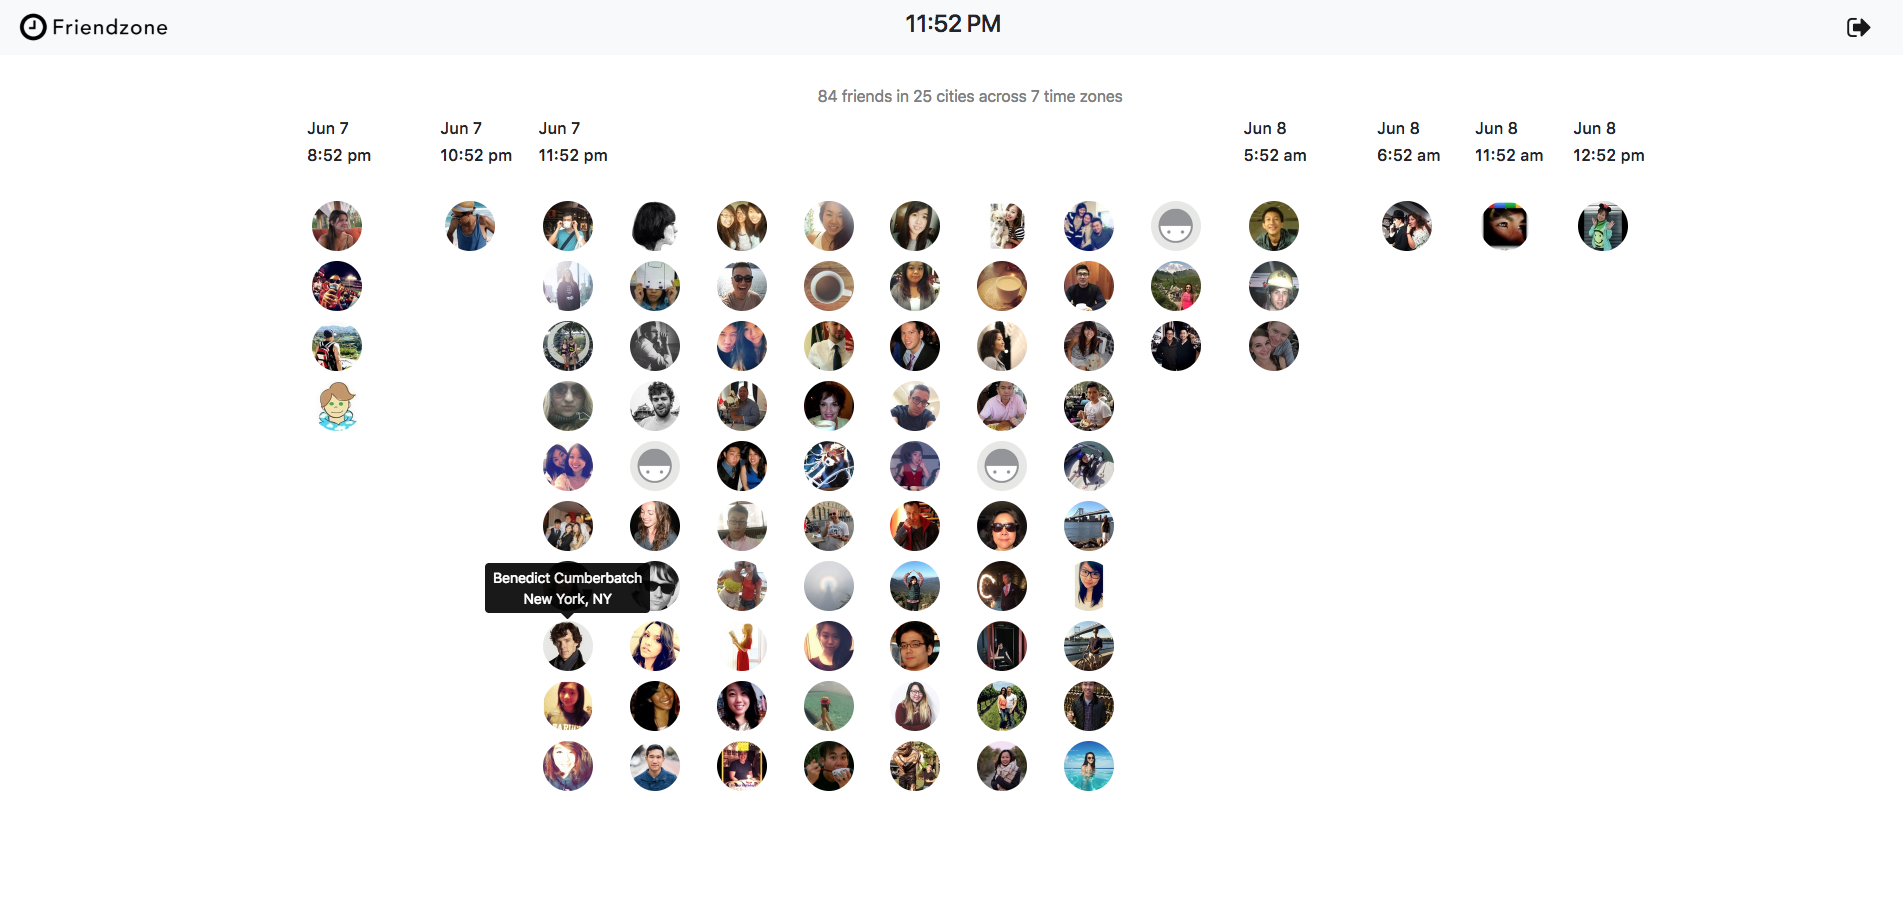 Friendzone
11:52 PM
84 friends in 25 cities across 7 time zones
Jun 7
8:52 pm
Jun 7
10:52 pm
Jun 7
11:52 pm
Jun 8
5:52 am
Jun 8
6:52 am
Jun 8
11:52 am
Jun 8
12:52 pm
Benedict Cumberbatch
New York, NY